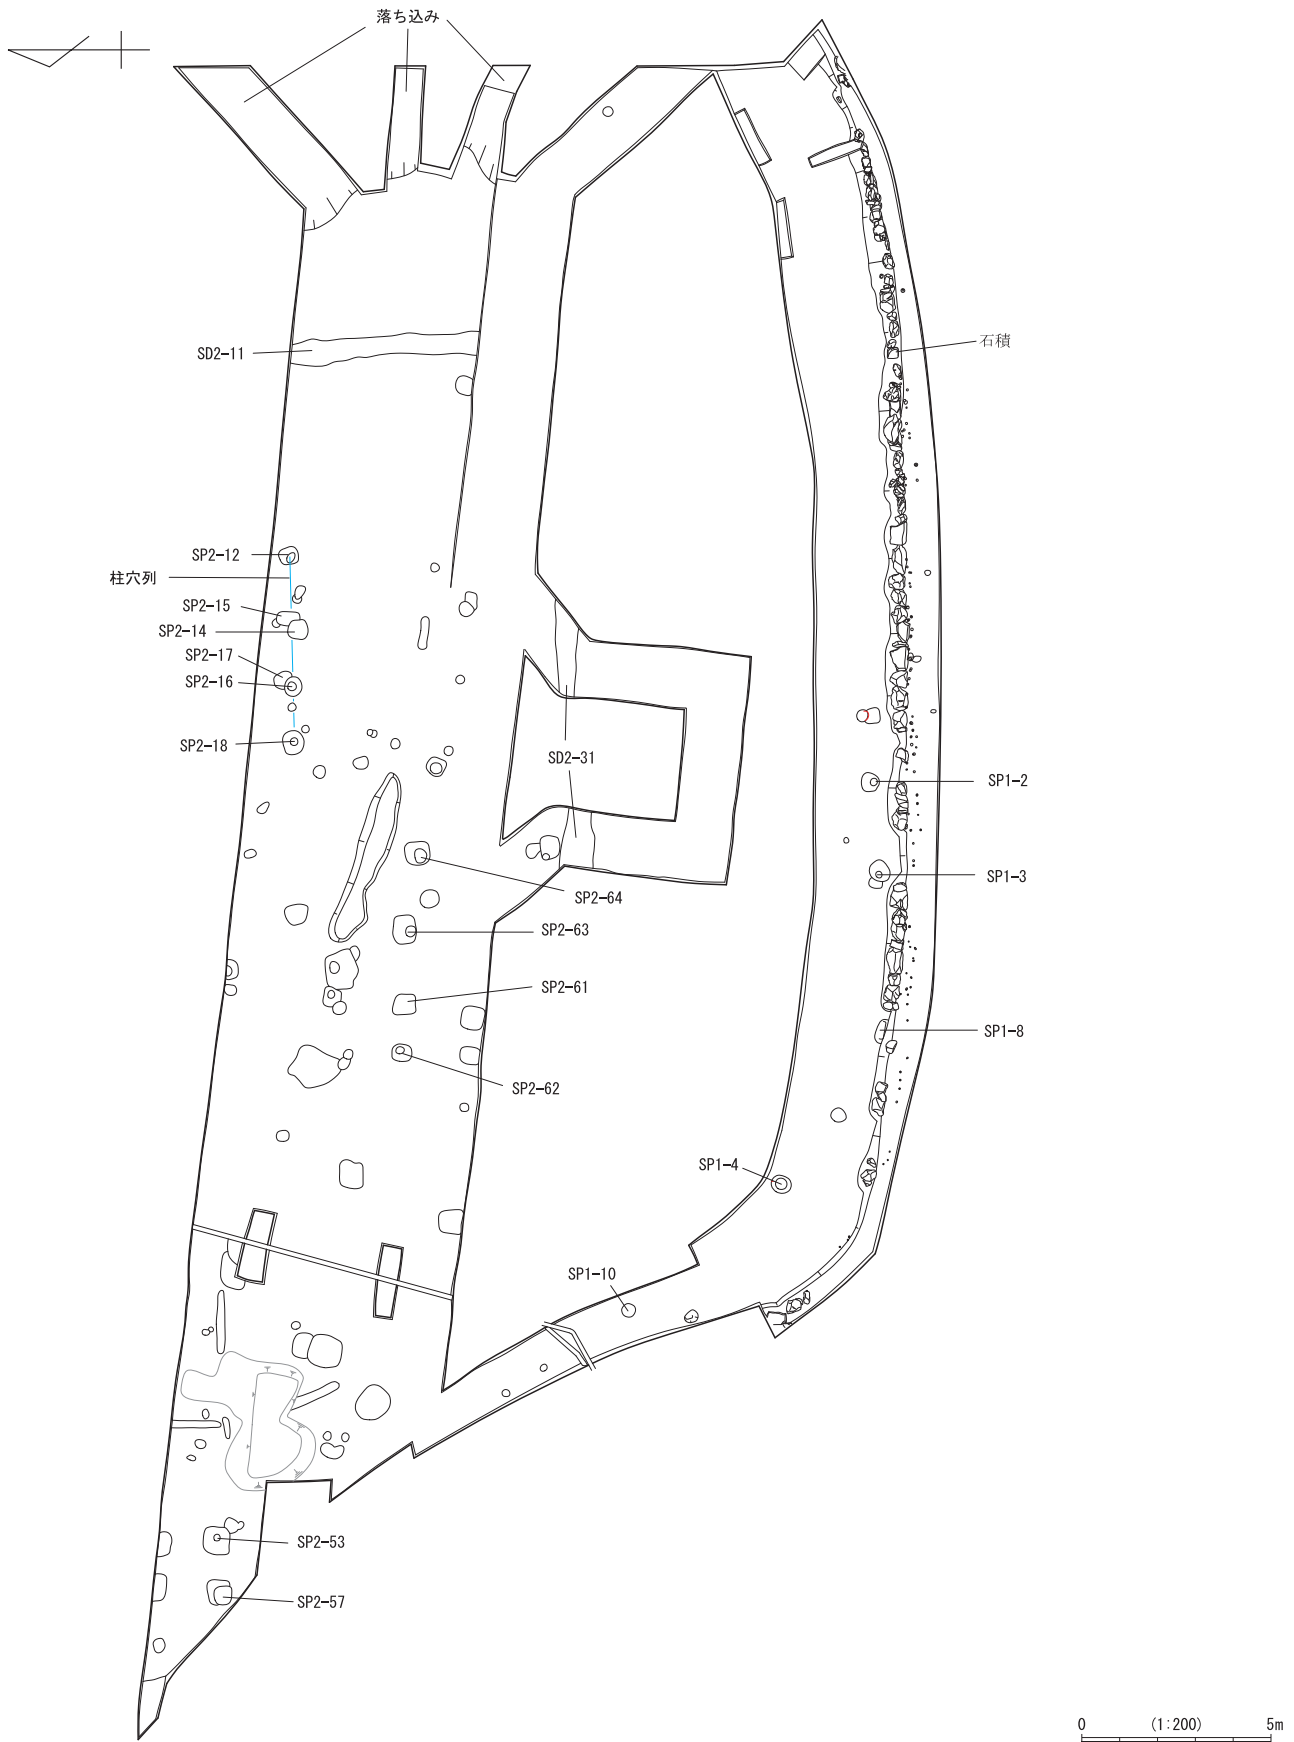 落ち込み
SD2-11
石積
SP2-12
柱穴列
SP2-15
SP2-14
SP2-17
SP2-16
SP2-18
SD2-31
SP1-2
SP1-3
SP2-64
SP2-63
SP2-61
SP1-8
SP2-62
SP1-4
SP1-10
SP2-53
SP2-57
0 (1:200) 5m